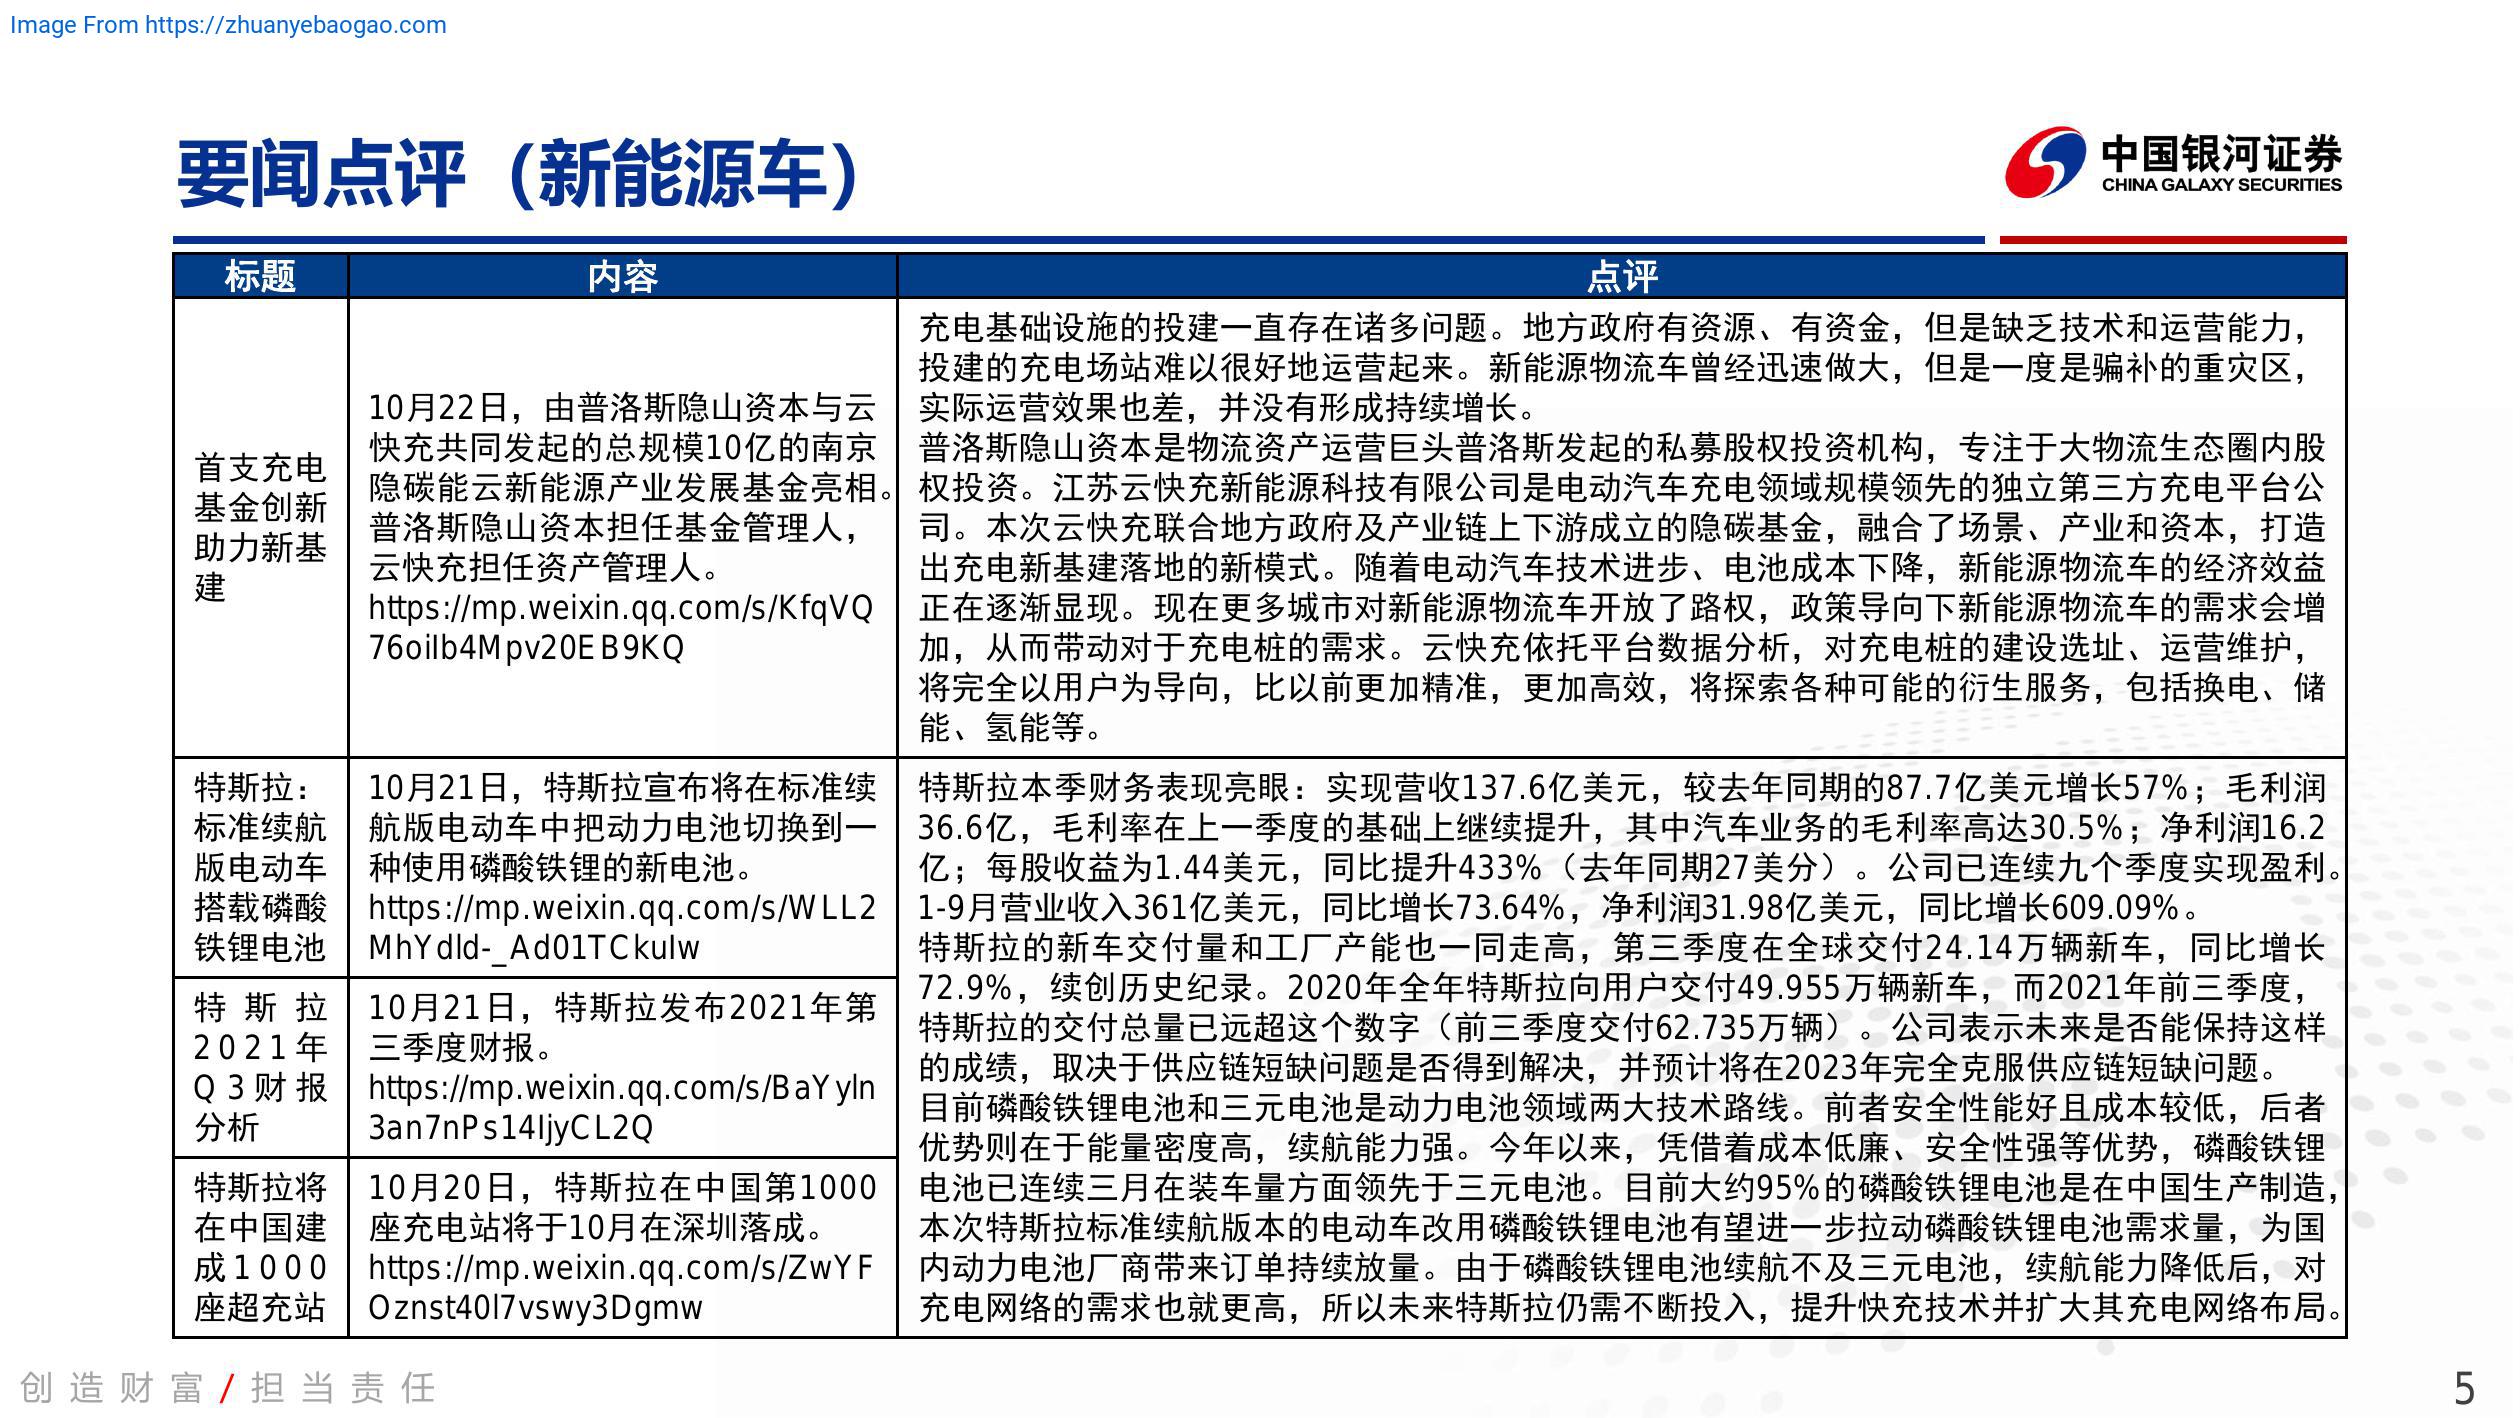 Image From https://zhuanyebaogao.com
要闻点评（新能源车）
中国银河证券
CHINA GALAXY SECURITIES
标题
内容
点评
首支充电
基金创新
助力新基
建
10月22日，由普洛斯隐山资本与云
快充共同发起的总规模10亿的南京
隐碳能云新能源产业发展基金亮相。
普洛斯隐山资本担任基金管理人，
云快充担任资产管理人。
https://mp.weixin.qq.com/s/KfqVQ
76oiIb4Mpv20EB9KQ
充电基础设施的投建一直存在诸多问题。地方政府有资源、有资金，但是缺乏技术和运营能力，
投建的充电场站难以很好地运营起来。新能源物流车曾经迅速做大，但是一度是骗补的重灾区，
实际运营效果也差，并没有形成持续增长。
普洛斯隐山资本是物流资产运营巨头普洛斯发起的私募股权投资机构，专注于大物流生态圈内股
权投资。江苏云快充新能源科技有限公司是电动汽车充电领域规模领先的独立第三方充电平台公
司。本次云快充联合地方政府及产业链上下游成立的隐碳基金，融合了场景、产业和资本，打造
出充电新基建落地的新模式。随着电动汽车技术进步、电池成本下降，新能源物流车的经济效益
正在逐渐显现。现在更多城市对新能源物流车开放了路权，政策导向下新能源物流车的需求会增
加，从而带动对于充电桩的需求。云快充依托平台数据分析，对充电桩的建设选址、运营维护，
将完全以用户为导向，比以前更加精准，更加高效，将探索各种可能的衍生服务，包括换电、储
能、氢能等。
特斯拉：
标准续航
版电动车
搭载磷酸
铁锂电池
10月21日，特斯拉宣布将在标准续
航版电动车中把动力电池切换到一
种使用磷酸铁锂的新电池。
https://mp.weixin.qq.com/s/WLL2
MhYdld-_Ad01TCkuIw
特斯拉
2021年
Q3财报
分析
10月21日，特斯拉发布2021年第
三季度财报。
https://mp.weixin.qq.com/s/BaYyln
3an7nPs14IjyCL2Q
特斯拉将
在中国建
成1000
座超充站
10月20日，特斯拉在中国第1000
座充电站将于10月在深圳落成。
https://mp.weixin.qq.com/s/ZwYF
Oznst40l7vswy3Dgmw
特斯拉本季财务表现亮眼：实现营收137.6亿美元，较去年同期的87.7亿美元增长57%；毛利润
36.6亿，毛利率在上一季度的基础上继续提升，其中汽车业务的毛利率高达30.5%；净利润16.2
亿；每股收益为1.44美元，同比提升433%（去年同期27美分）。公司已连续九个季度实现盈利。
1-9月营业收入361亿美元，同比增长73.64%，净利润31.98亿美元，同比增长609.09%。
特斯拉的新车交付量和工厂产能也一同走高，第三季度在全球交付24.14万辆新车，同比增长
72.9%，续创历史纪录。2020年全年特斯拉向用户交付49.955万辆新车，而2021年前三季度，
特斯拉的交付总量已远超这个数字（前三季度交付62.735万辆）。公司表示未来是否能保持这样
的成绩，取决于供应链短缺问题是否得到解决，并预计将在2023年完全克服供应链短缺问题。
目前磷酸铁锂电池和三元电池是动力电池领域两大技术路线。前者安全性能好且成本较低，后者
优势则在于能量密度高，续航能力强。今年以来，凭借着成本低廉、安全性强等优势，磷酸铁锂
电池已连续三月在装车量方面领先于三元电池。目前大约95%的磷酸铁锂电池是在中国生产制造，
本次特斯拉标准续航版本的电动车改用磷酸铁锂电池有望进一步拉动磷酸铁锂电池需求量，为国
内动力电池厂商带来订单持续放量。由于磷酸铁锂电池续航不及三元电池，续航能力降低后，对
充电网络的需求也就更高，所以未来特斯拉仍需不断投入，提升快充技术并扩大其充电网络布局。
创造财富/担当责任
5